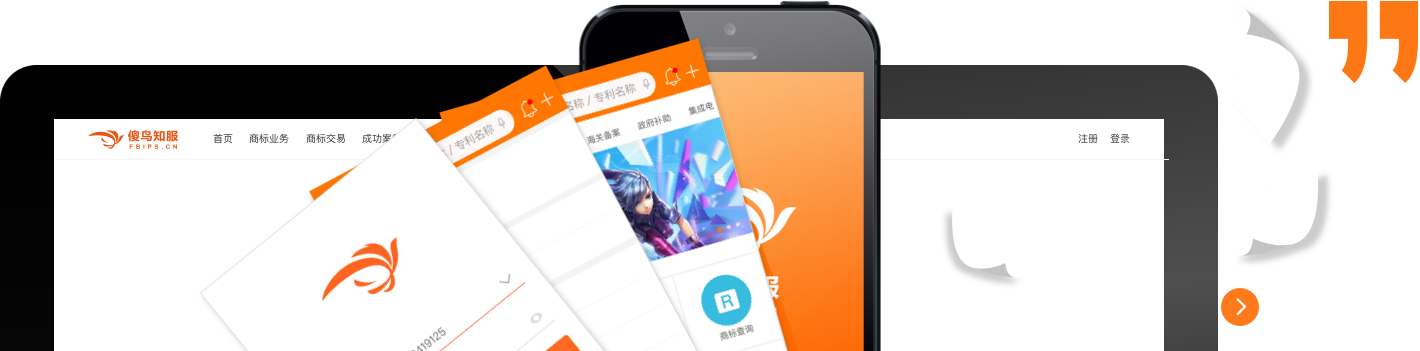 傻鸟知服
FBIPS.CN
首页 商标业务 商标交易 成功案
注册 登录
/ 专利名称
名称 / 专利名称
海关备案 政府补助 集成电
服
R
商标查询
419125